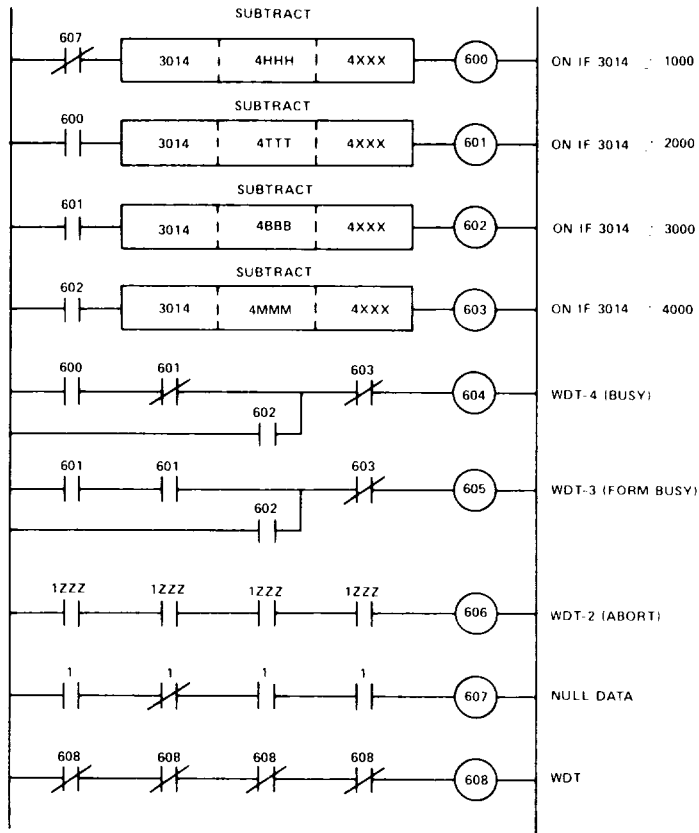 SUBTRACT
607
3014 4HHH 4XXX 600 ON IF 3014 1000
SUBTRACT
600
3014 4TTT 4XXX 601 ON IF 3014 2000
SUBTRACT
601
3014 4BBB 4XXX 602 ON IF 3014 3000
SUBTRACT
602
3014 4MMM 4XXX 603 ON IF 3014 4000
600 601 603
604 WDT-4 (BUSY)
602
601 601 603
605 WDT-3 (FORM BUSY)
602
1ZZZ 1ZZZ 1ZZZ 1ZZZ
606 WDT-2 (ABORT)
1 1 1 1
607 NULL DATA
608 608 608 608
608 WDT